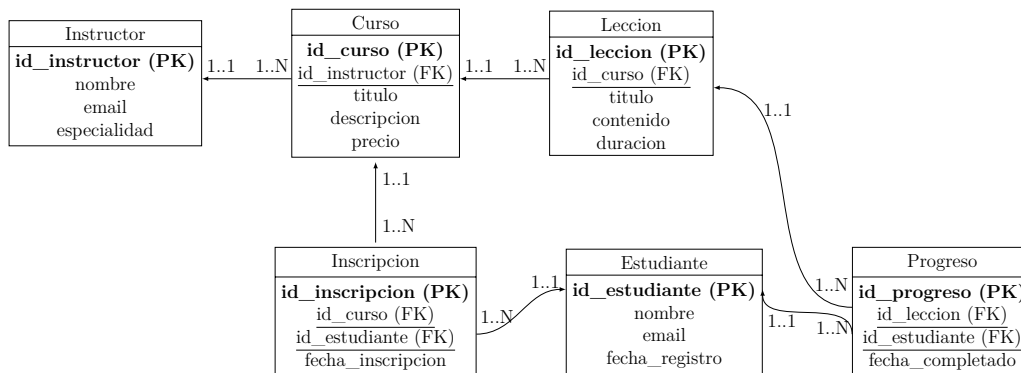 Instructor
id_instructor (PK)
nombre
email
especialidad
1..1
1..N
Curso
id_curso (PK)
id_instructor (FK)
titulo
descripcion
precio
1..1
1..N
Leccion
id_leccion (PK)
id_curso (FK)
titulo
contenido
duracion
1..1
1..1
1..N
Inscripcion
id_inscripcion (PK)
id_curso (FK)
id_estudiante (FK)
fecha_inscripcion
1..N
1..1
Estudiante
id_estudiante (PK)
nombre
email
fecha_registro
1..1
1..N
1..N
Progreso
id_progreso (PK)
id_leccion (FK)
id_estudiante (FK)
fecha_completado